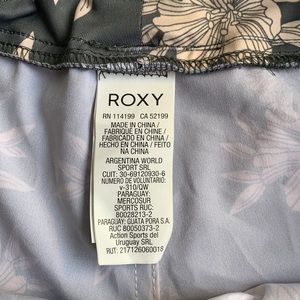 ROXY
RN 114199 CA 52199
MADE IN CHINA /
FABRIQUE EN CHINE /
FABRICADO EN CHINA /
HECHO EN CHINA / FEITO
NA CHINA
ARGENTINA WORLD
SPORT SRL
CUIT: 30-69120930-6
NUMERO DE VOLUNTARIO:
v-310/QW
PARAGUAY:
MERCOSUR
SPORTS RUC:
80028213-2
PARAGUAY: GUATA PORA S.A.
RUC 80050373-2
Action Sports del
Uruguay SRL
RUT: 217126060018